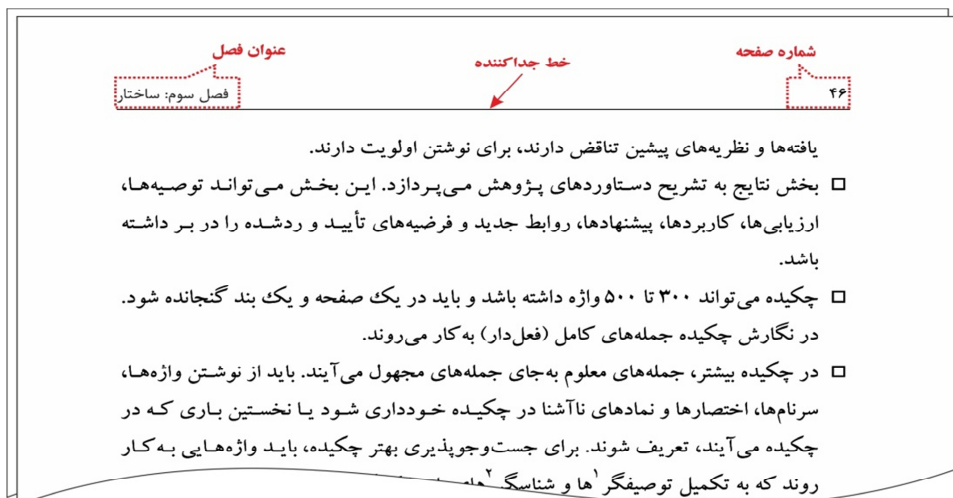 شماره صفحه
خط جداکننده
عنوان فصل
۴۶
فصل سوم: ساختار
یافته‌ها و نظریه‌های پیشین تناقض دارند، برای نوشتن اولویت دارند.
بخش نتایج به تشریح دستاوردهای پژوهش می‌پردازد. این بخش می‌تواند توصیه‌ها،
ارزیابی‌ها، کاربردها، پیشنهادها، روابط جدید و فرضیه‌های تأیید و ردشده را در بر داشته
باشد.
چکیده می‌تواند ۳۰۰ تا ۵۰۰ واژه داشته باشد و باید در یک صفحه و یک بند گنجانده شود.
در نگارش چکیده جمله‌های کامل (فعل‌دار) به‌کار می‌روند.
در چکیده بیشتر، جمله‌های معلوم به‌جای جمله‌های مجهول می‌آیند. باید از نوشتن واژه‌ها،
سرنام‌ها، اختصارها و نمادهای ناآشنا در چکیده خودداری شود یا نخستین باری که در
چکیده می‌آیند، تعریف شوند. برای جست‌وجوپذیری بهتر چکیده، باید واژه‌هایی به‌کار
روند که به تکمیل توصیفگر۱ها و